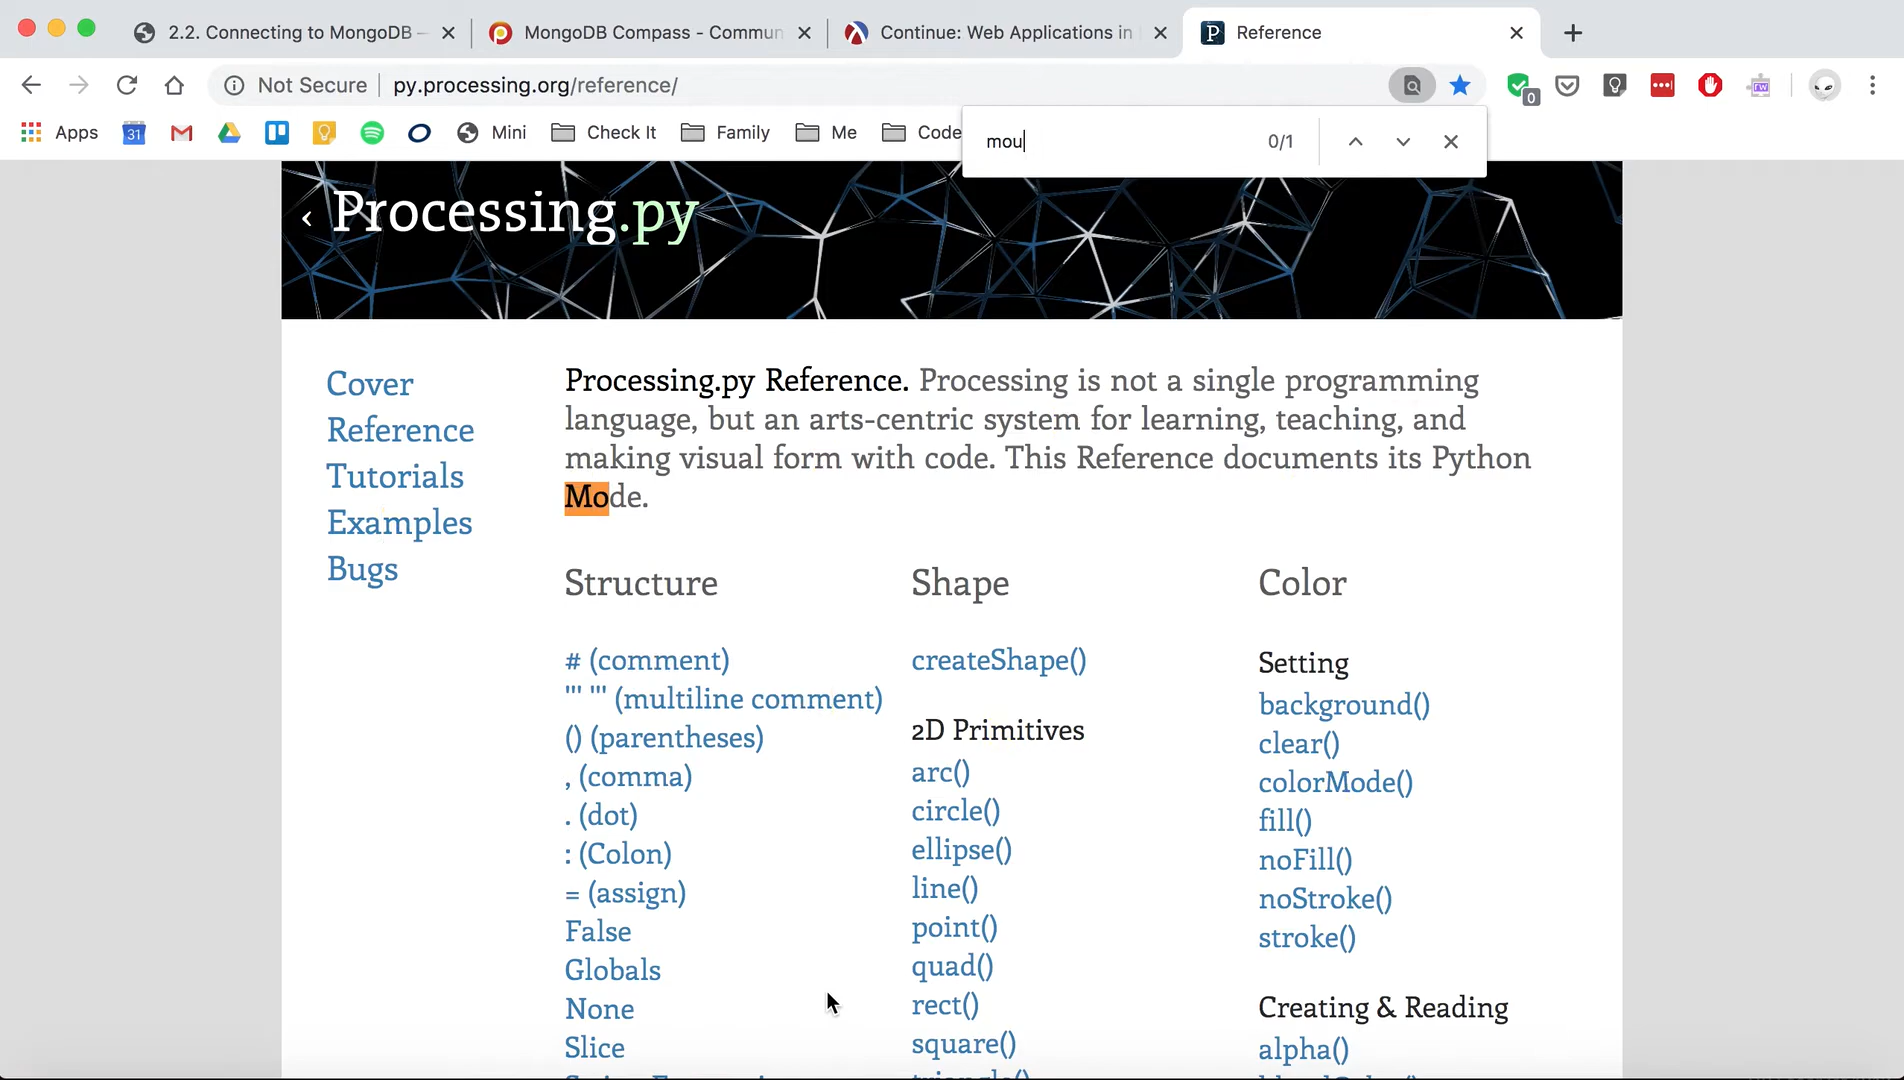 2.2. Connecting to MongoDB –
MongoDB Compass - Commun
Continue: Web Applications in
Reference
Not Secure
py.processing.org/reference/
0
Apps
31
Mini
Check It
Family
Me
Code
mou
0/1
‹ Processing.py
Cover
Reference
Tutorials
Examples
Bugs
Processing.py Reference. Processing is not a single programming
language, but an arts-centric system for learning, teaching, and
making visual form with code. This Reference documents its Python
Mode.
Structure
# (comment)
''' ''' (multiline comment)
() (parentheses)
, (comma)
. (dot)
: (Colon)
= (assign)
False
Globals
None
Slice
Shape
createShape()
2D Primitives
arc()
circle()
ellipse()
line()
point()
quad()
rect()
square()
triangle()
Color
Setting
background()
clear()
colorMode()
fill()
noFill()
noStroke()
stroke()
Creating & Reading
alpha()